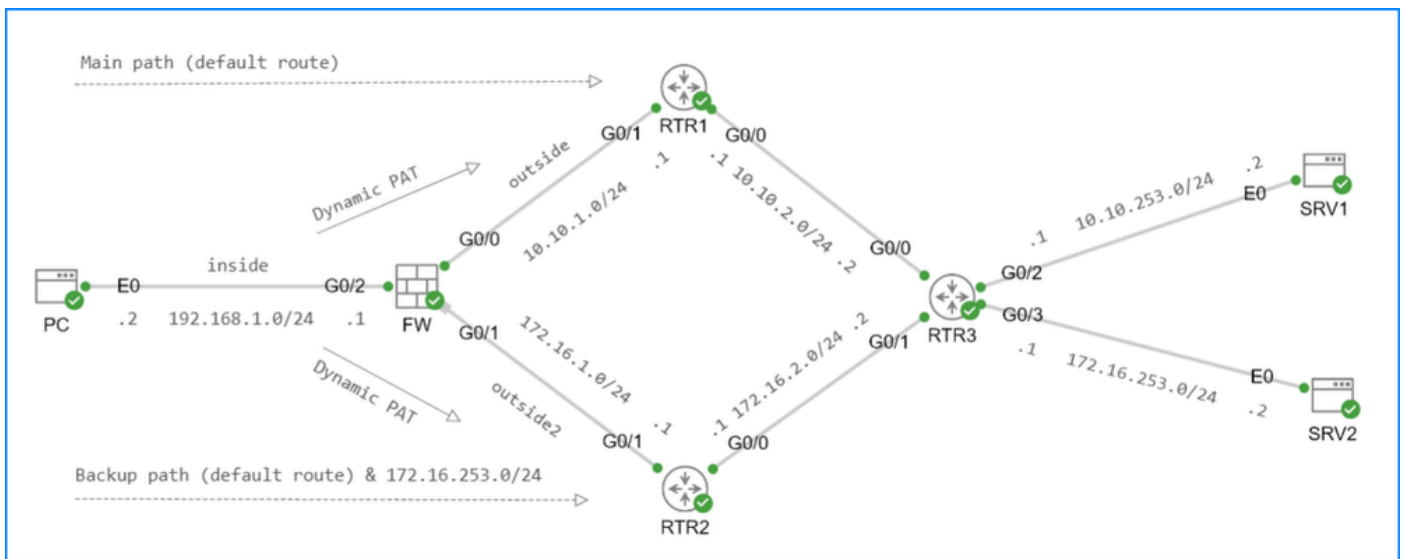 Main path (default route)
RTR1
G0/1
G0/0
outside
.1
.1 10.10.2.0/24 .2
Dynamic PAT
10.10.1.0/24
G0/0
G0/0
.1 10.10.253.0/24 .2
E0
SRV1
inside
E0
G0/2
G0/2
PC
.2 192.168.1.0/24 .1
FW
RTR3
G0/3
G0/1
172.16.1.0/24 .1
G0/1
.1 172.16.2.0/24 .2
.1 172.16.253.0/24 .2
E0
SRV2
Dynamic PAT
outside2
G0/1
G0/0
Backup path (default route) & 172.16.253.0/24
RTR2